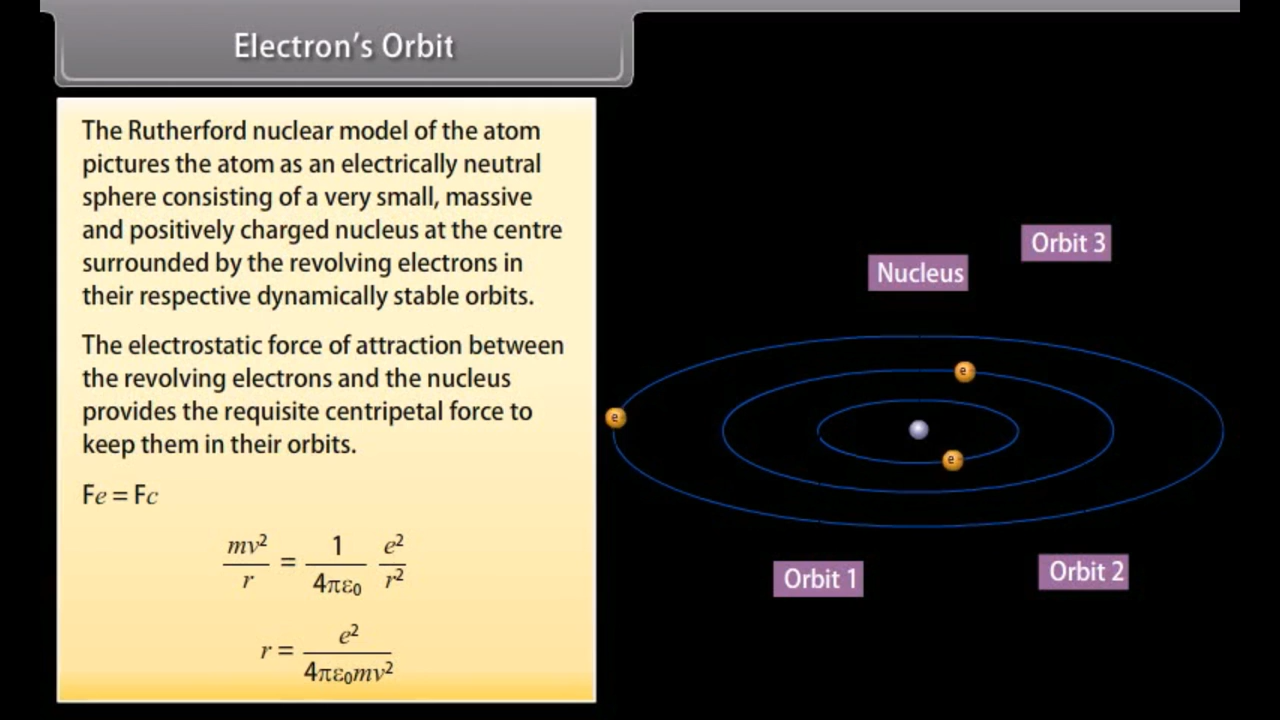 Electron's Orbit
The Rutherford nuclear model of the atom
pictures the atom as an electrically neutral
sphere consisting of a very small, massive
and positively charged nucleus at the centre
surrounded by the revolving electrons in
their respective dynamically stable orbits.
The electrostatic force of attraction between
the revolving electrons and the nucleus
provides the requisite centripetal force to
keep them in their orbits.
Fe = Fc
mv²/r = 1/4πε₀ e²/r²
r = e²/4πε₀mv²
Orbit 3
Nucleus
e
e
e
Orbit 1
Orbit 2